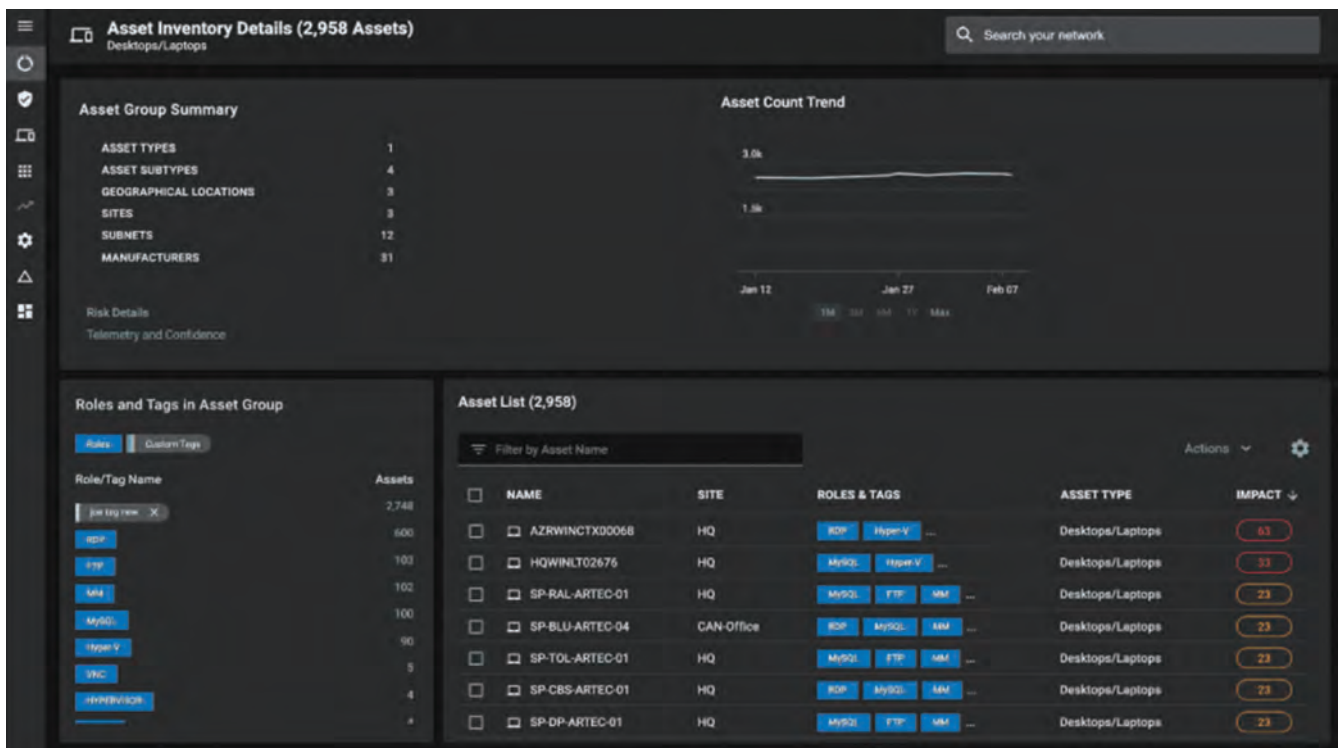 Asset Inventory Details (2,958 Assets)
Desktops/Laptops
Search your network
Asset Group Summary
ASSET TYPES 1
ASSET SUBTYPES 4
GEOGRAPHICAL LOCATIONS 3
SITES 3
SUBNETS 12
MANUFACTURERS 31
Risk Details
Telemetry and Confidence
Asset Count Trend
3.0k
1.5k
Jan 12 Jan 27 Feb 07
1M 1Y Max
Roles and Tags in Asset Group
Roles Custom Tags
Role/Tag Name Assets
joe tag new X 2,748
RDP 600
FTP 103
MM 102
MySQL 100
Hyper-V 90
VNC 5
HYPERVISOR 4
Asset List (2,958)
Filter by Asset Name
Actions
NAME SITE ROLES & TAGS ASSET TYPE IMPACT
AZRWINCTX00068 HQ RDP Hyper-V ... Desktops/Laptops 63
HQWINLT02676 HQ MySQL Hyper-V ... Desktops/Laptops 33
SP-RAL-ARTEC-01 HQ MySQL FTP MM ... Desktops/Laptops 23
SP-BLU-ARTEC-04 CAN-Office RDP MySQL MM ... Desktops/Laptops 23
SP-TOL-ARTEC-01 HQ MySQL FTP MM ... Desktops/Laptops 23
SP-CBS-ARTEC-01 HQ RDP MySQL MM ... Desktops/Laptops 23
SP-DP-ARTEC-01 HQ MySQL FTP MM ... Desktops/Laptops 23